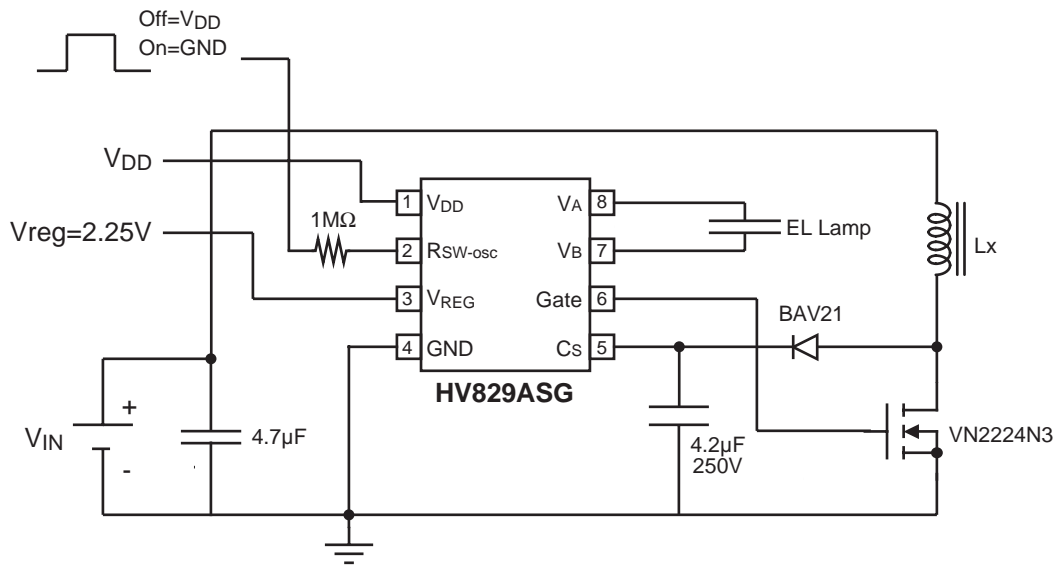 Off=VDD
On=GND
VDD
Vreg=2.25V
1MΩ
1 VDD
2 RSW-osc
3 VREG
4 GND
VA 8
VB 7
Gate 6
CS 5
HV829ASG
EL Lamp
Lx
BAV21
VN2224N3
4.2µF
250V
+
VIN
-
4.7µF